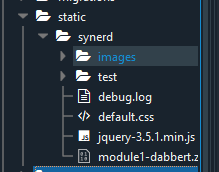 static
synerd
images
test
debug.log
default.css
jquery-3.5.1.min.js
module1-dabbert.z